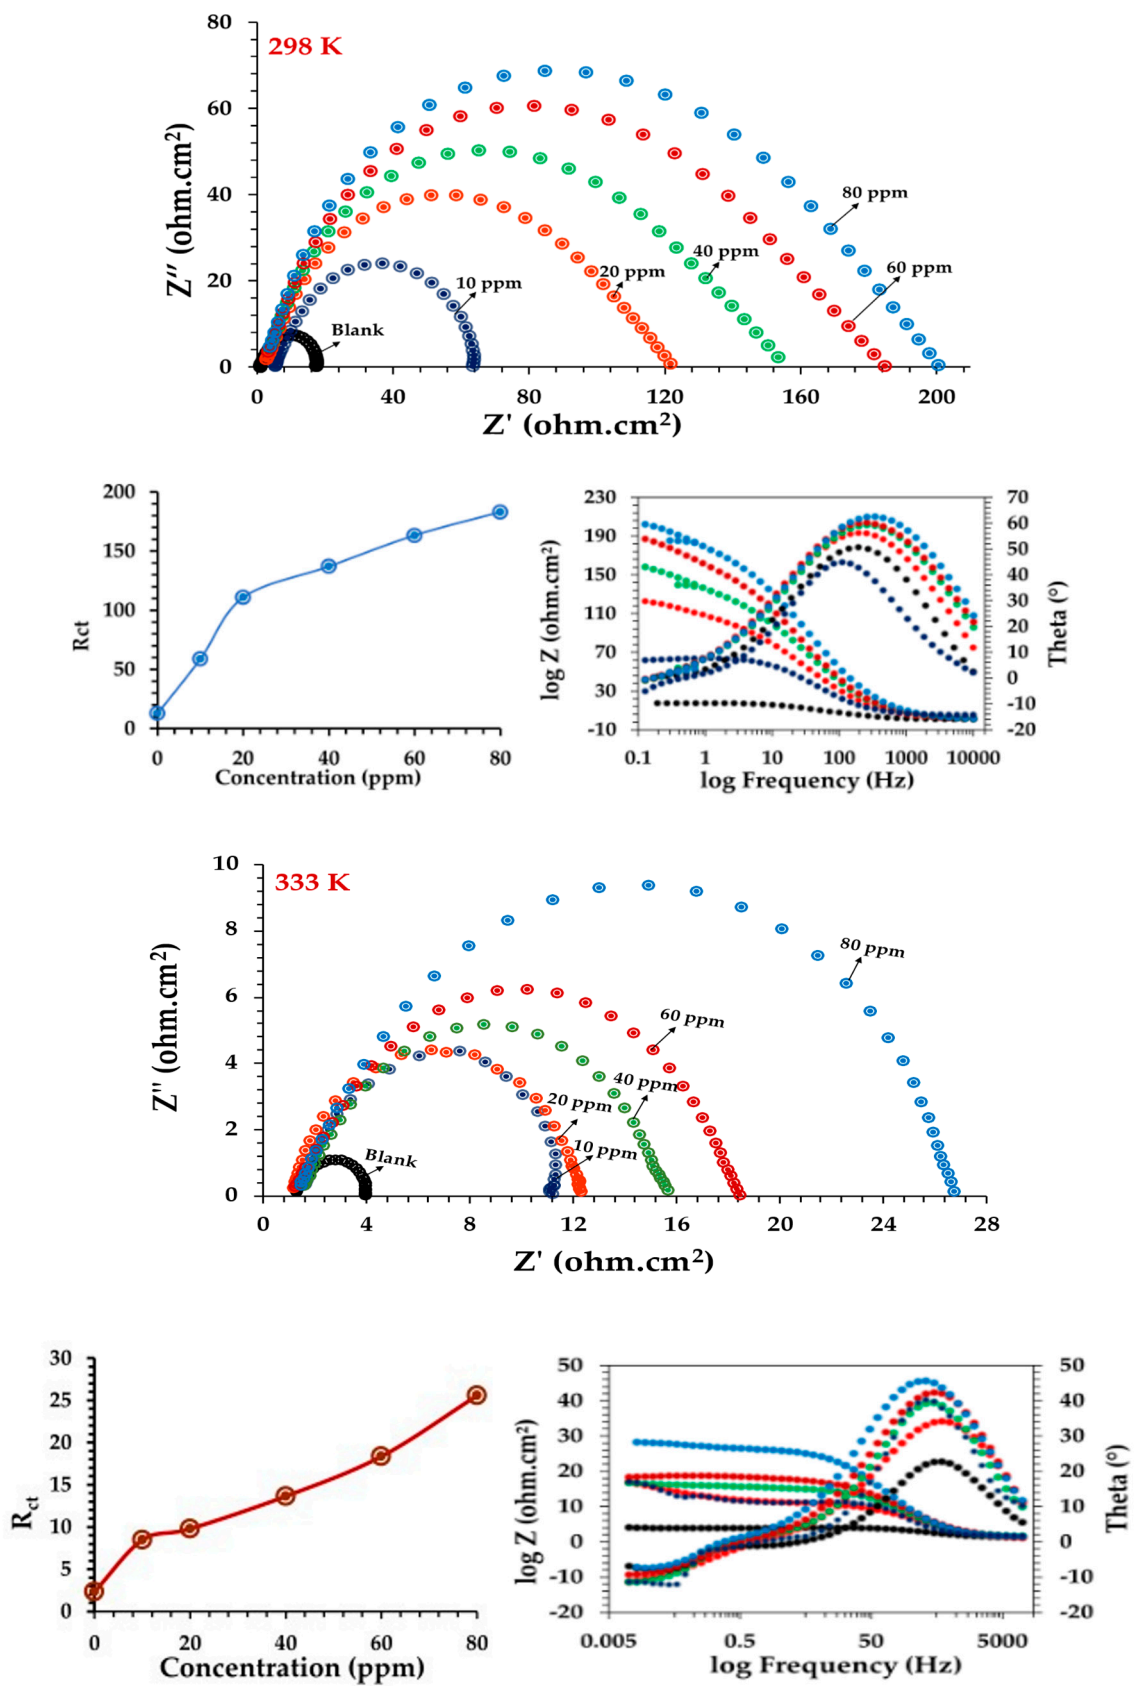 298 K
80
60
40
20
0
Z″ (ohm.cm²)
80 ppm
60 ppm
40 ppm
20 ppm
10 ppm
Blank
0 40 80 120 160 200
Z' (ohm.cm²)
200
150
100
50
0
Rct
0 20 40 60 80
Concentration (ppm)
230
190
150
110
70
30
-10
log Z (ohm.cm²)
70
60
50
40
30
20
10
0
-10
-20
Theta (°)
0.1 1 10 100 1000 10000
log Frequency (Hz)
333 K
10
8
6
4
2
0
Z″ (ohm.cm²)
80 ppm
60 ppm
40 ppm
20 ppm
10 ppm
Blank
0 4 8 12 16 20 24 28
Z' (ohm.cm²)
30
25
20
15
10
5
0
Rct
0 20 40 60 80
Concentration (ppm)
50
40
30
20
10
0
-10
-20
log Z (ohm.cm²)
50
40
30
20
10
0
-10
-20
Theta (°)
0.005 0.5 50 5000
log Frequency (Hz)